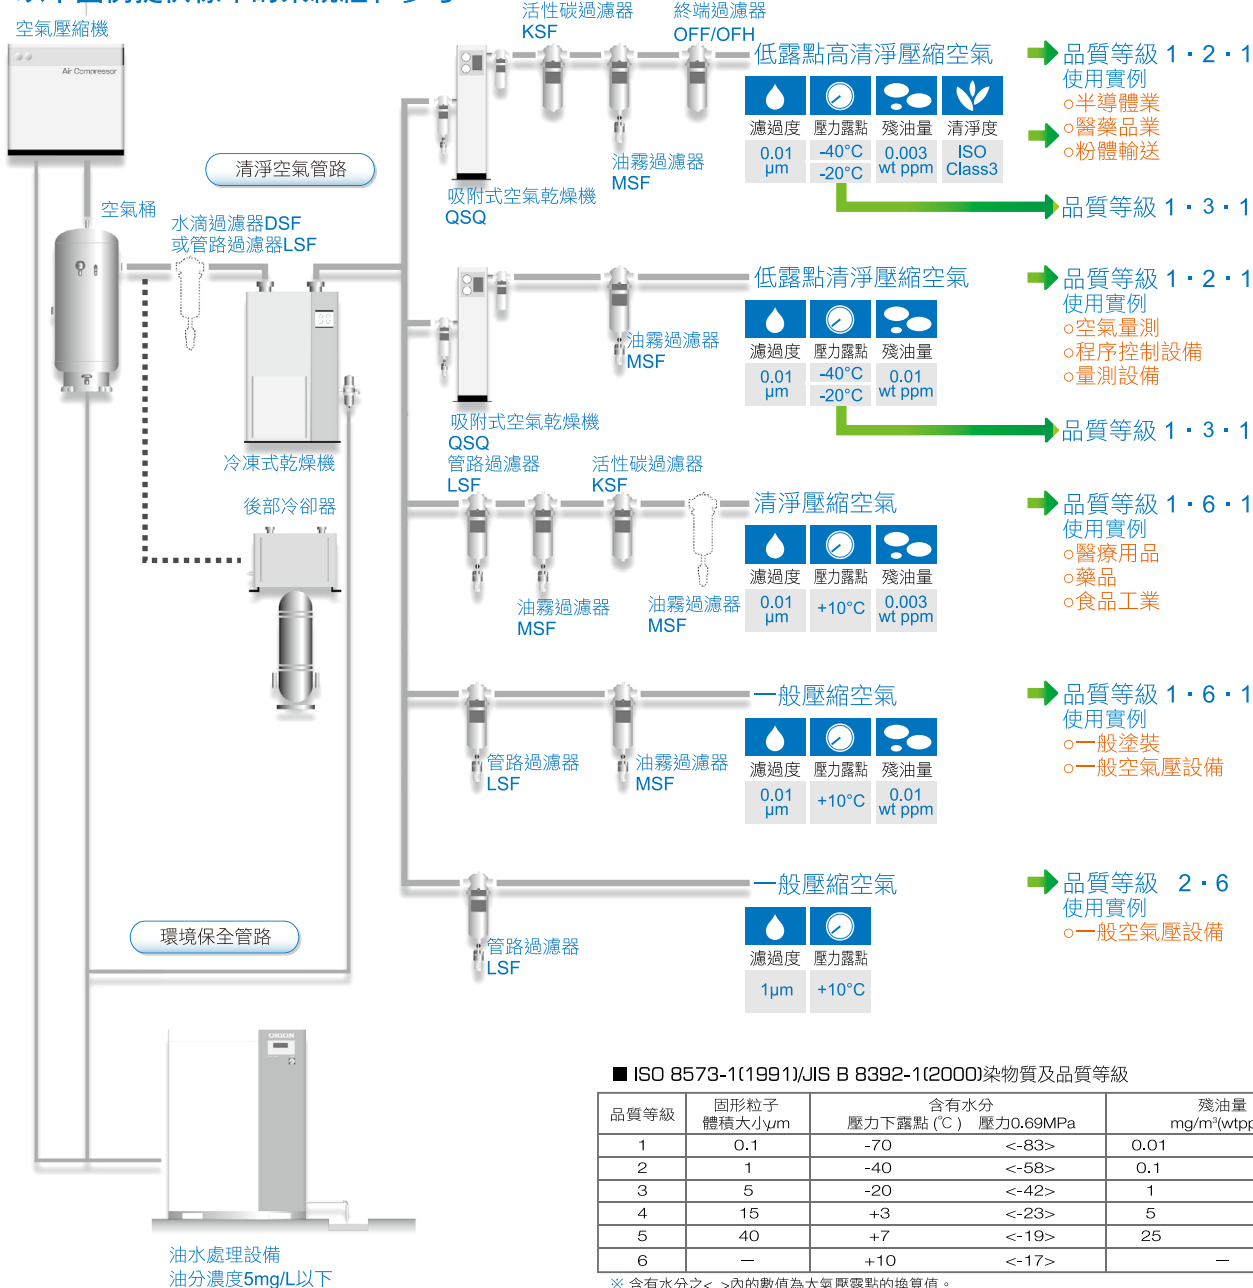 空氣壓縮機
Air Compressor
活性碳過濾器
KSF
終端過濾器
OFF/OFH
低露點高清淨壓縮空氣
濾過度 壓力露點 殘油量 清淨度
0.01 µm
-40°C
-20°C
0.003 wt ppm
ISO Class3
品質等級 1·2·1
使用實例
○半導體業
○醫藥品業
○粉體輸送
品質等級 1·3·1
油霧過濾器
MSF
吸附式空氣乾燥機
QSQ
清淨空氣管路
空氣桶
水滴過濾器DSF
或管路過濾器LSF
冷凍式乾燥機
後部冷卻器
低露點清淨壓縮空氣
濾過度 壓力露點 殘油量
0.01 µm
-40°C
-20°C
0.01 wt ppm
品質等級 1·2·1
使用實例
○空氣量測
○程序控制設備
○量測設備
品質等級 1·3·1
油霧過濾器
MSF
吸附式空氣乾燥機
QSQ
管路過濾器
LSF
活性碳過濾器
KSF
清淨壓縮空氣
濾過度 壓力露點 殘油量
0.01 µm
+10°C
0.003 wt ppm
品質等級 1·6·1
使用實例
○醫療用品
○藥品
○食品工業
油霧過濾器
MSF
油霧過濾器
MSF
一般壓縮空氣
濾過度 壓力露點 殘油量
0.01 µm
+10°C
0.01 wt ppm
品質等級 1·6·1
使用實例
○一般塗裝
○一般空氣壓設備
管路過濾器
LSF
油霧過濾器
MSF
一般壓縮空氣
濾過度 壓力露點
1µm +10°C
品質等級 2·6
使用實例
○一般空氣壓設備
管路過濾器
LSF
環境保全管路
ORION
油水處理設備
油分濃度5mg/L以下
■ ISO 8573-1(1991)/JIS B 8392-1(2000)染物質及品質等級
品質等級 固形粒子 體積大小µm 含有水分 壓力下露點(℃) 壓力0.69MPa 殘油量 mg/m³(wtpp
1 0.1 -70 <-83> 0.01
2 1 -40 <-58> 0.1
3 5 -20 <-42> 1
4 15 +3 <-23> 5
5 40 +7 <-19> 25
6 — +10 <-17> —
※ 含有水分之< >內的數值為大氣壓露點的換算值。